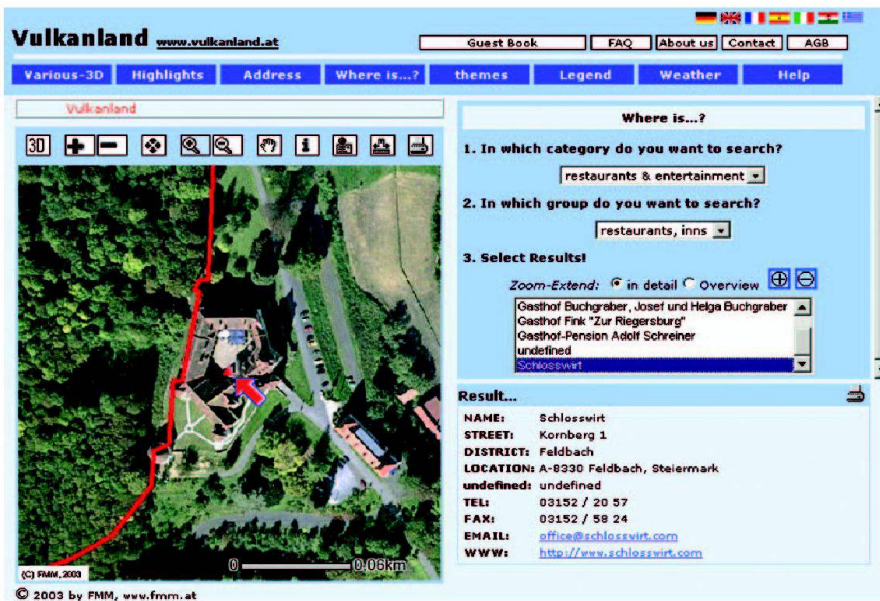 Vulkanland www.vulkanland.at
Guest Book FAQ About us Contact AGB
Various-3D Highlights Address Where is...? themes Legend Weather Help
Vulkanland
3D
i
(C) FMM, 2003
0 0.06km
© 2003 by FMM, www.fmm.at
Where is...?
1. In which category do you want to search?
restaurants & entertainment
2. In which group do you want to search?
restaurants, inns
3. Select Results!
Zoom-Extend: in detail Overview
Gasthof Buchgraber, Josef und Helga Buchgraber
Gasthof Fink "Zur Riegersburg"
Gasthof-Pension Adolf Schreiner
undefined
Schlosswirt
Result...
NAME: Schlosswirt
STREET: Kornberg 1
DISTRICT: Feldbach
LOCATION: A-8330 Feldbach, Steiermark
undefined: undefined
TEL: 03152 / 20 57
FAX: 03152 / 58 24
EMAIL: office@schlosswirt.com
WWW: http://www.schlosswirt.com